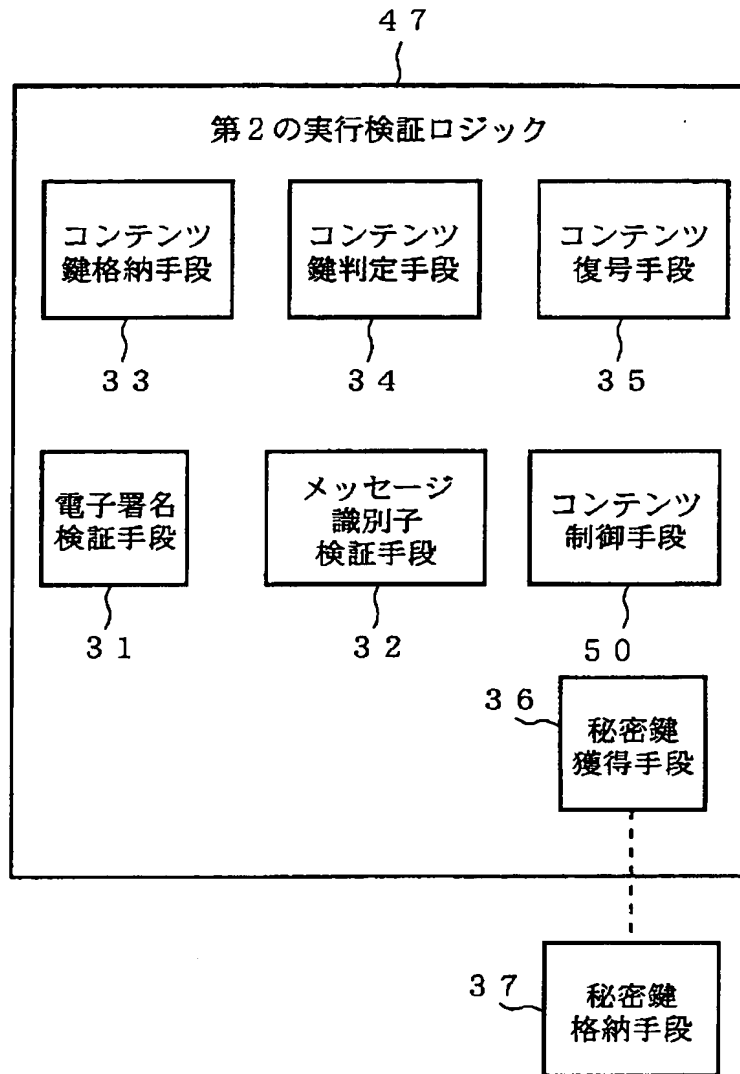 ４７
第２の実行検証ロジック
コンテンツ
鍵格納手段
３３
コンテンツ
鍵判定手段
３４
コンテンツ
復号手段
３５
電子署名
検証手段
３１
メッセージ
識別子
検証手段
３２
コンテンツ
制御手段
５０
３６
秘密鍵
獲得手段
３７
秘密鍵
格納手段